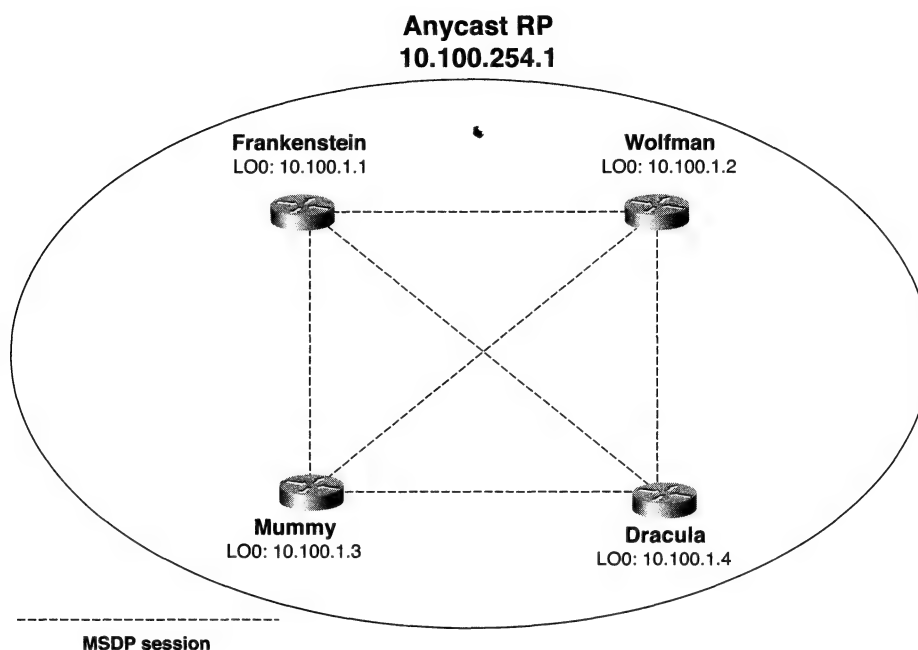 Anycast RP
10.100.254.1
Frankenstein
LO0: 10.100.1.1
Wolfman
LO0: 10.100.1.2
Mummy
LO0: 10.100.1.3
Dracula
LO0: 10.100.1.4
MSDP session